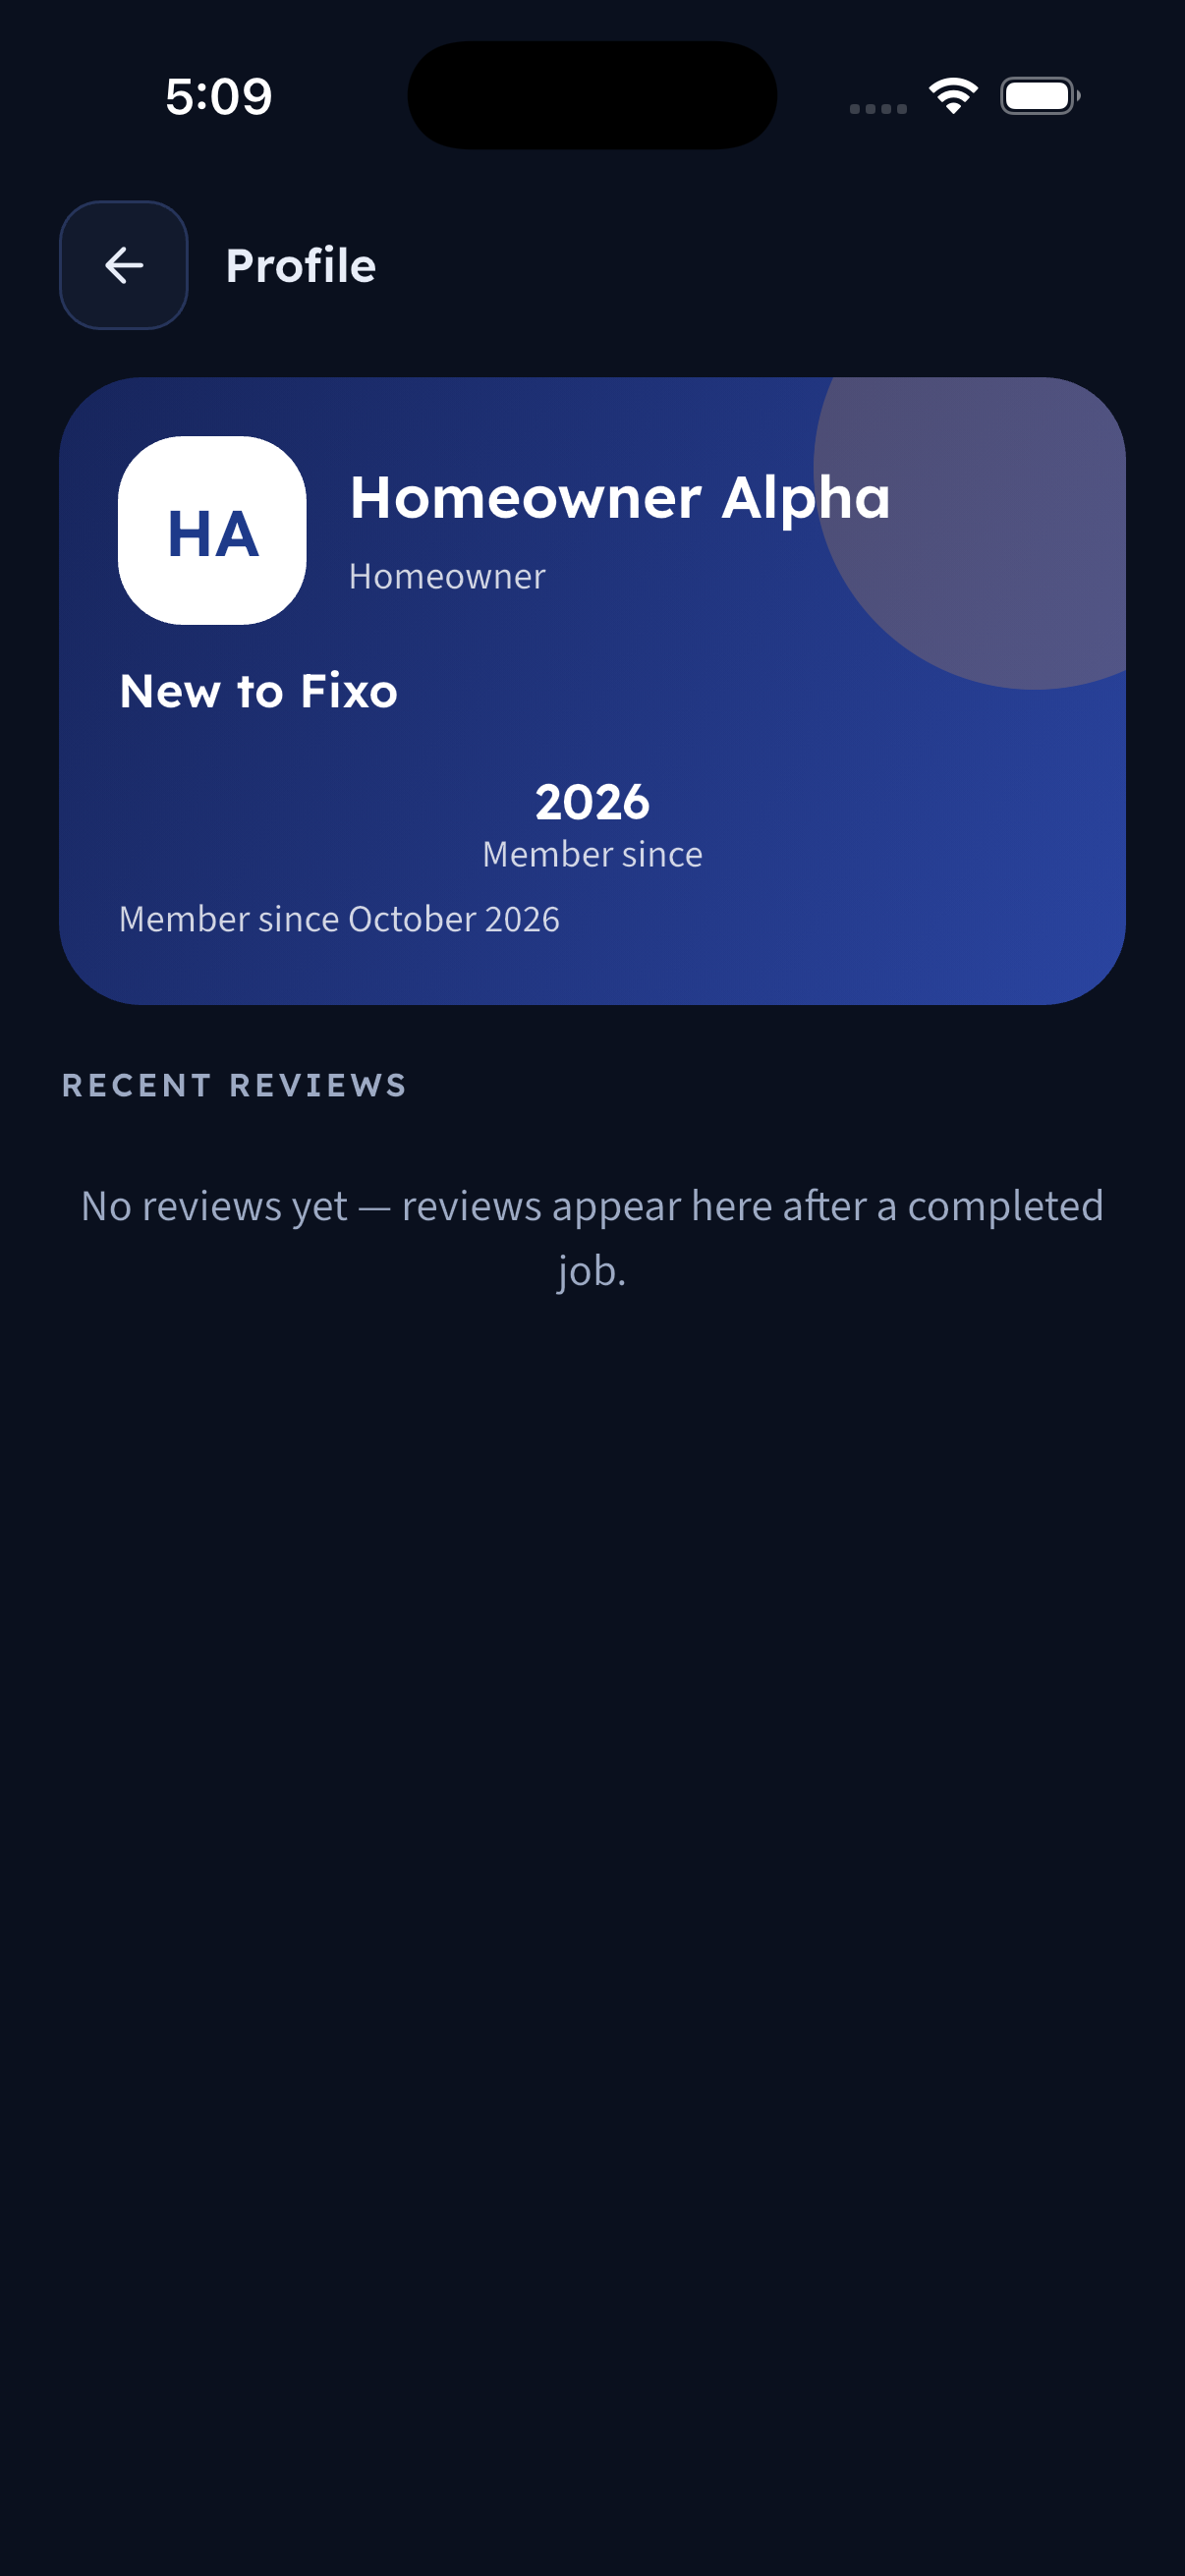 5:09
Profile
HA
Homeowner Alpha
Homeowner
New to Fixo
2026
Member since
Member since October 2026
RECENT REVIEWS
No reviews yet — reviews appear here after a completed
job.